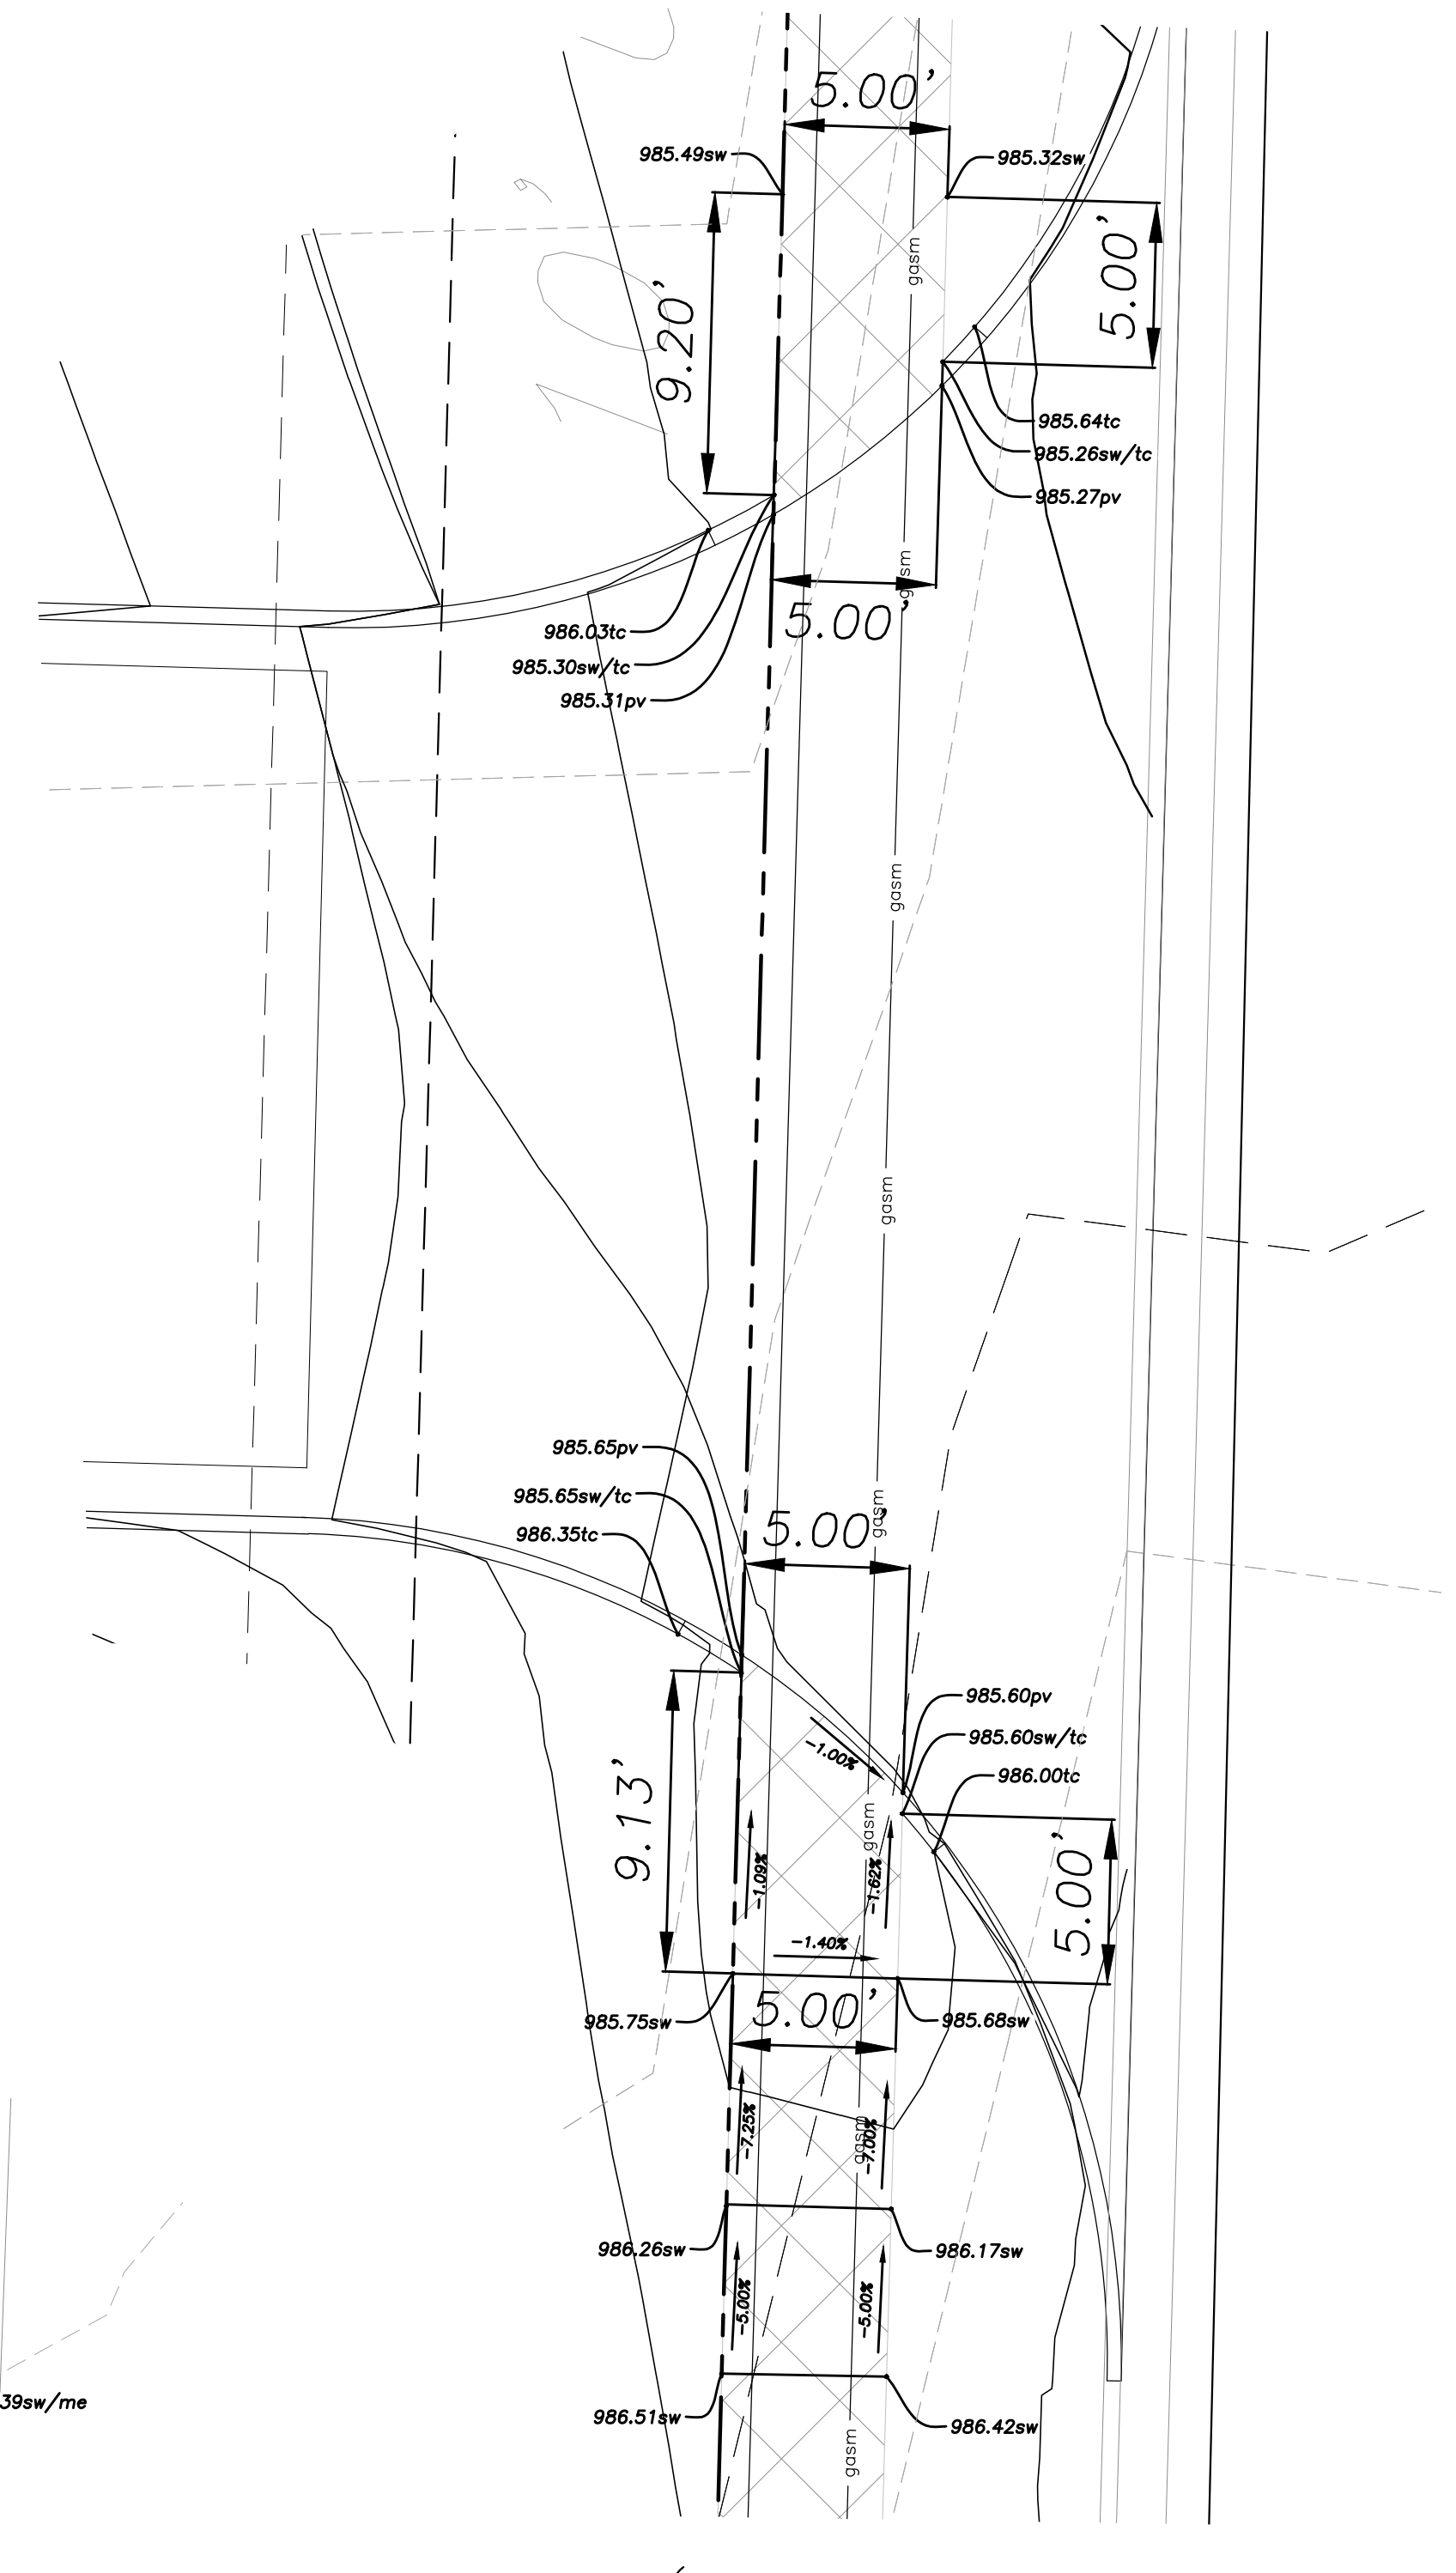 5.00'
985.49sw
985.32sw
gasm
5.00'
9.20'
985.64tc
985.26sw/tc
985.27pv
gasm
5.00'
986.03tc
985.30sw/tc
985.31pv
gasm
gasm
985.65pv
985.65sw/tc
986.35tc
gasm
5.00'
985.60pv
985.60sw/tc
986.00tc
-1.00%
9.13'
gasm
-1.09%
-1.62%
5.00'
-1.40%
5.00'
985.75sw
985.68sw
-7.25%
gasm
-7.00%
986.26sw
986.17sw
-5.00%
-5.00%
39sw/me
986.51sw
986.42sw
gasm